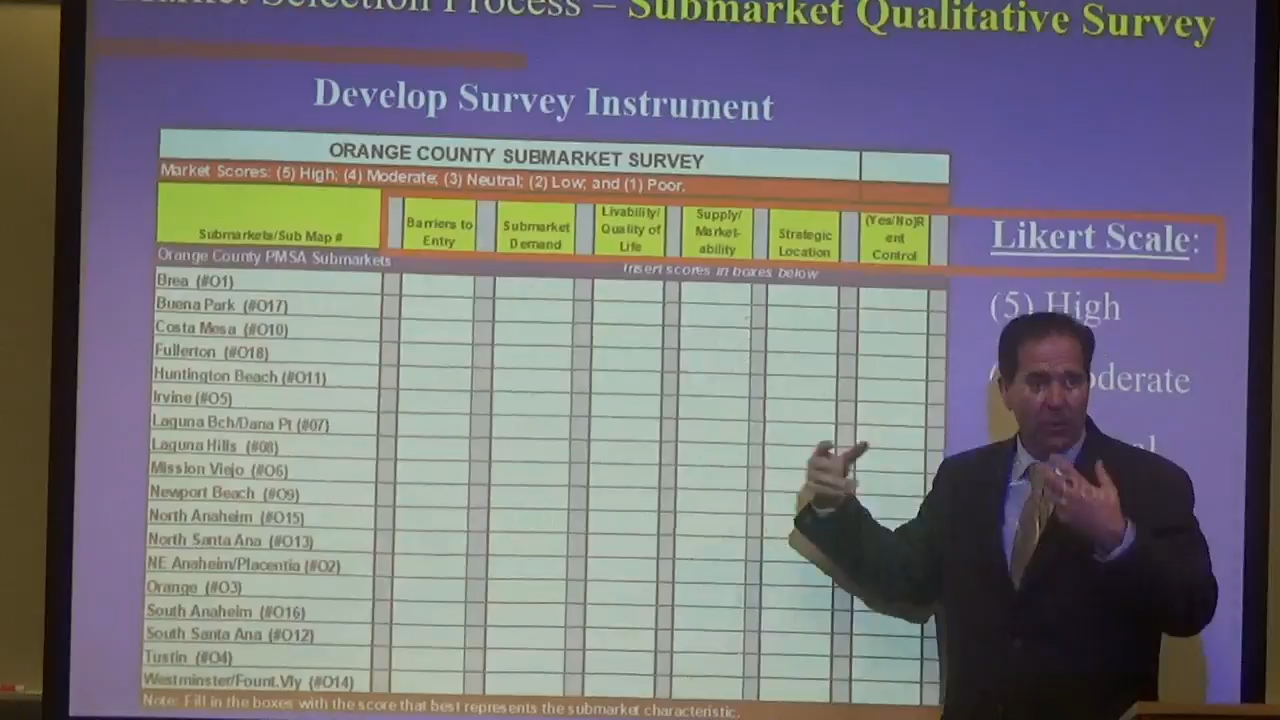 Market Selection Process – Submarket Qualitative Survey
Develop Survey Instrument
ORANGE COUNTY SUBMARKET SURVEY
Market Scores: (5) High; (4) Moderate; (3) Neutral; (2) Low; and (1) Poor.
Submarkets/Sub Map #
Barriers to
Entry
Submarket
Demand
Livability/
Quality of
Life
Supply/
Market-
ability
Strategic
Location
(Yes/No)R
ent
Control
Likert Scale:
Orange County PMSA Submarkets
Insert scores in boxes below
Brea (#O1)
Buena Park (#O17)
Costa Mesa (#O10)
Fullerton (#O18)
Huntington Beach (#O11)
Irvine (#O5)
Laguna Bch/Dana Pt (#07)
Laguna Hills (#08)
Mission Viejo (#O6)
Newport Beach (#O9)
North Anaheim (#O15)
North Santa Ana (#O13)
NE Anaheim/Placentia (#O2)
Orange (#O3)
South Anaheim (#O16)
South Santa Ana (#O12)
Tustin (#O4)
Westminster/Fount.Vly (#O14)
Note: Fill in the boxes with the score that best represents the submarket characteristic.
(5) High